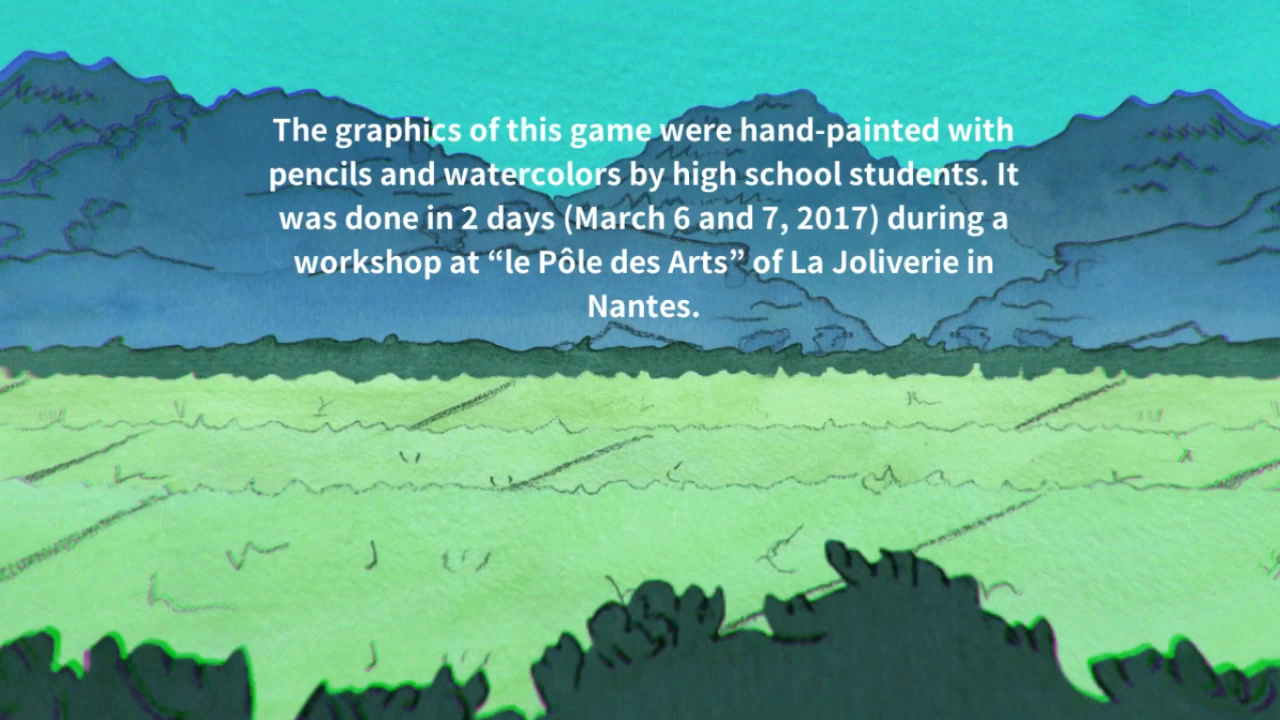 The graphics of this game were hand-painted with
pencils and watercolors by high school students. It
was done in 2 days (March 6 and 7, 2017) during a
workshop at “le Pôle des Arts” of La Joliverie in
Nantes.